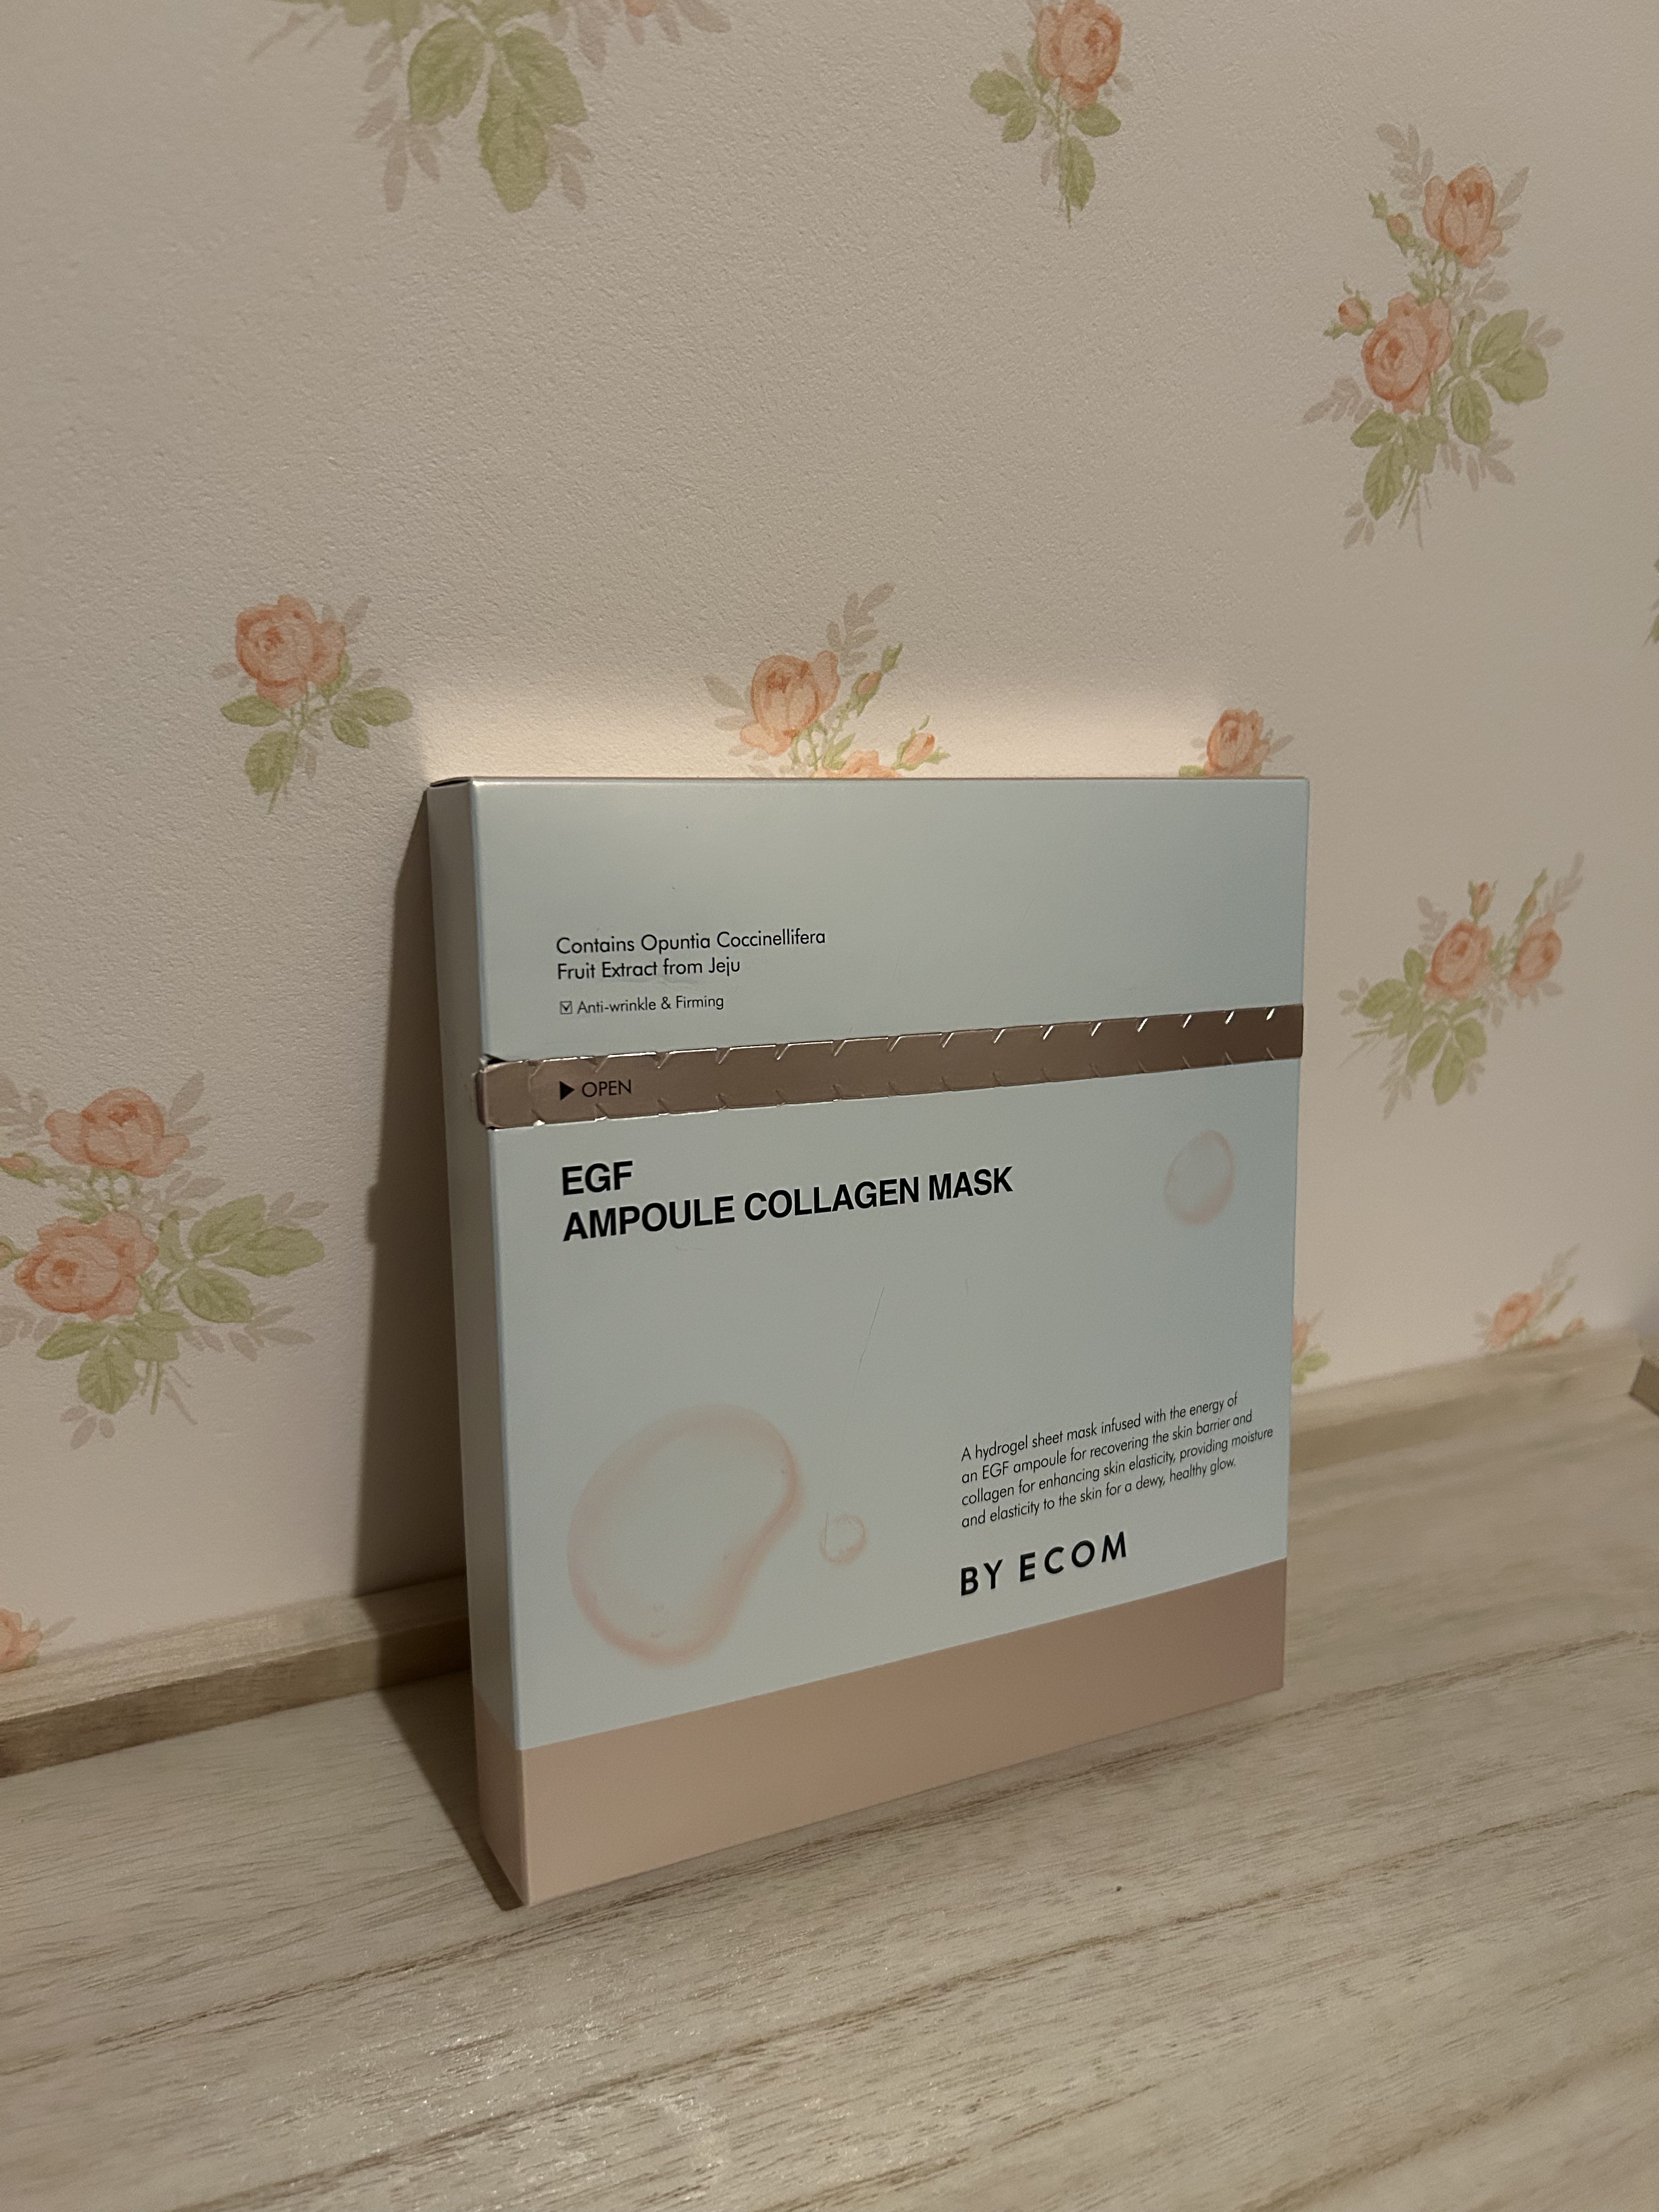 Contains Opuntia Coccinellifera
Fruit Extract from Jeju
☑ Anti-wrinkle & Firming
▶ OPEN
EGF
AMPOULE COLLAGEN MASK
A hydrogel sheet mask infused with the energy of
an EGF ampoule for recovering the skin barrier and
collagen for enhancing skin elasticity, providing moisture
and elasticity to the skin for a dewy, healthy glow.
BY ECOM